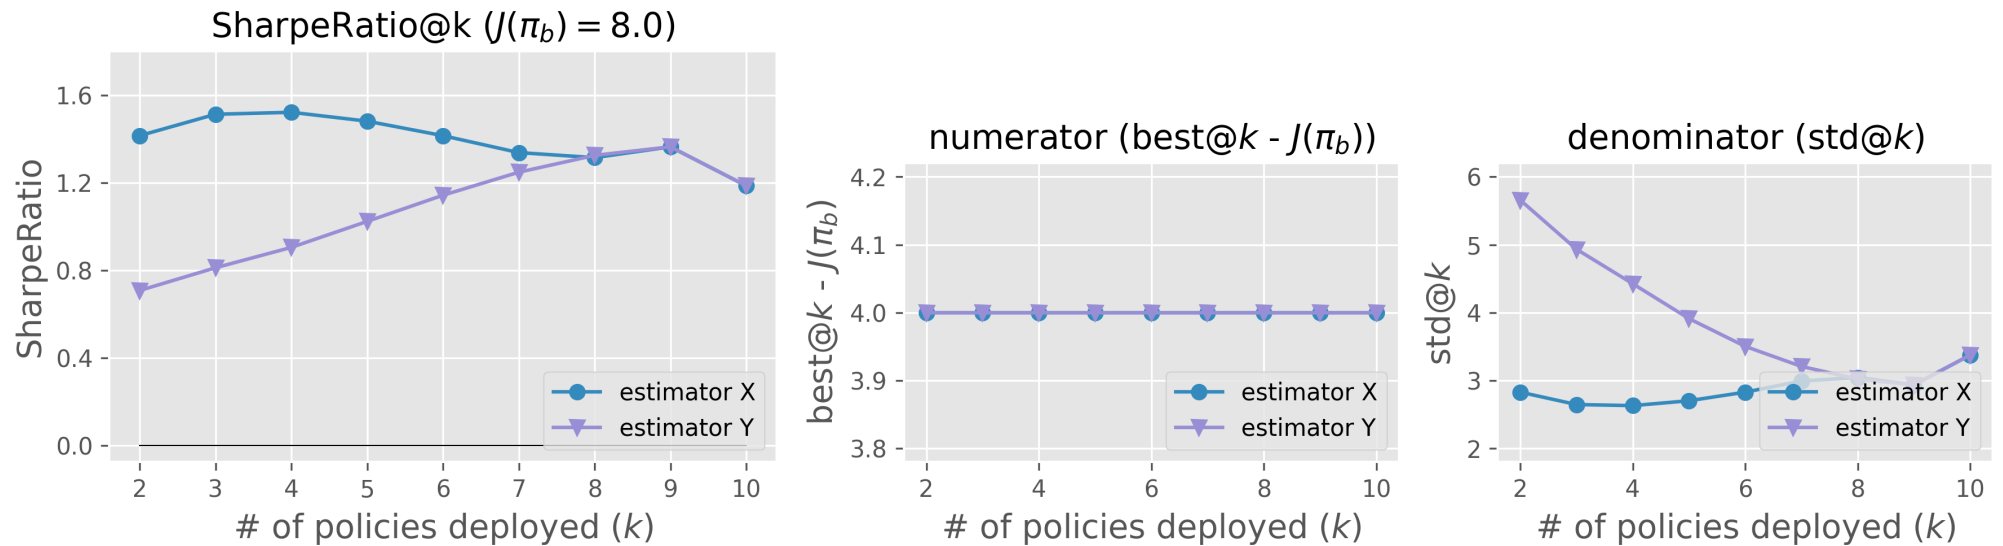 SharpeRatio@k (J(π_b) = 8.0)
SharpeRatio
1.6
1.2
0.8
0.4
0.0
estimator X
estimator Y
2 3 4 5 6 7 8 9 10
# of policies deployed (k)
numerator (best@k - J(π_b))
best@k - J(π_b)
4.2
4.1
4.0
3.9
3.8
estimator X
estimator Y
2 4 6 8 10
# of policies deployed (k)
denominator (std@k)
std@k
6
5
4
3
2
estimator X
estimator Y
2 4 6 8 10
# of policies deployed (k)